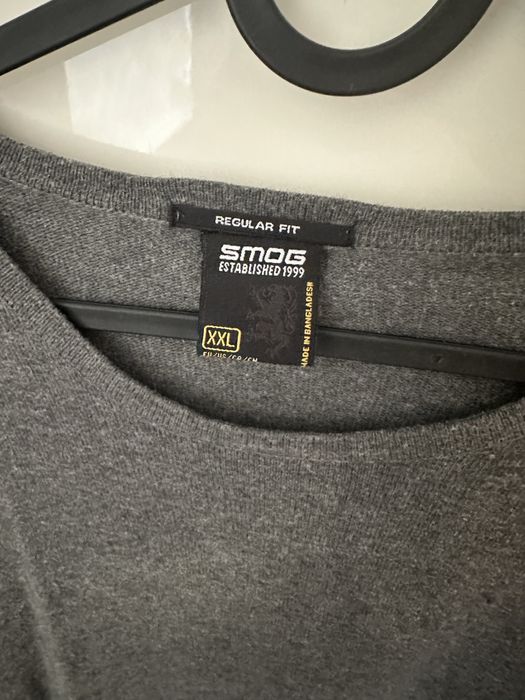 REGULAR FIT
SMOG
ESTABLISHED 1999
XXL
MADE IN BANGLADESH